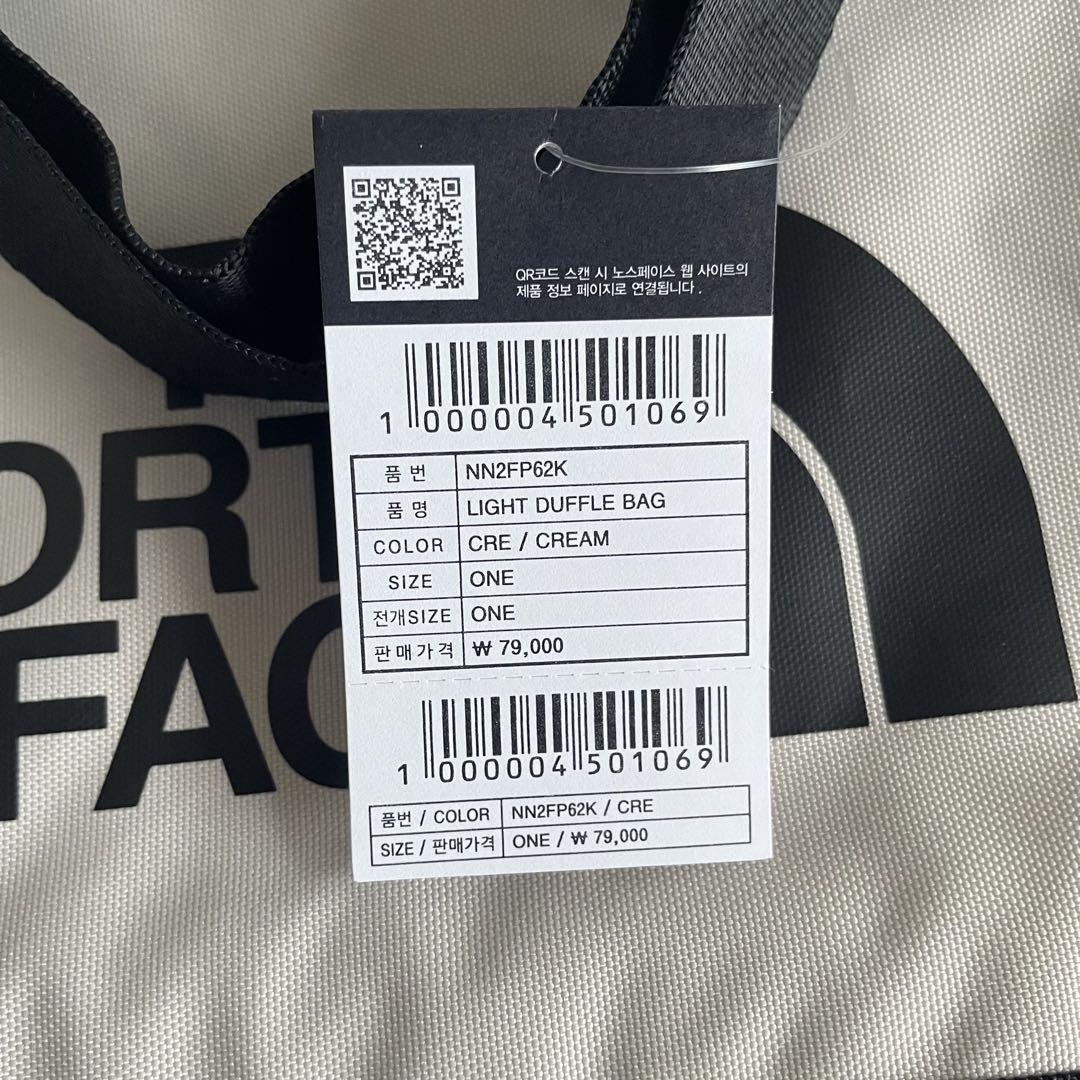 QR코드 스캔 시 노스페이스 웹 사이트의
제품 정보 페이지로 연결됩니다.
1 000004 501069
품 번 NN2FP62K
품 명 LIGHT DUFFLE BAG
COLOR CRE / CREAM
SIZE ONE
전개SIZE ONE
판매가격 ₩ 79,000
1 000004 501069
품번 / COLOR NN2FP62K / CRE
SIZE / 판매가격 ONE / ₩ 79,000
ORT
FAC